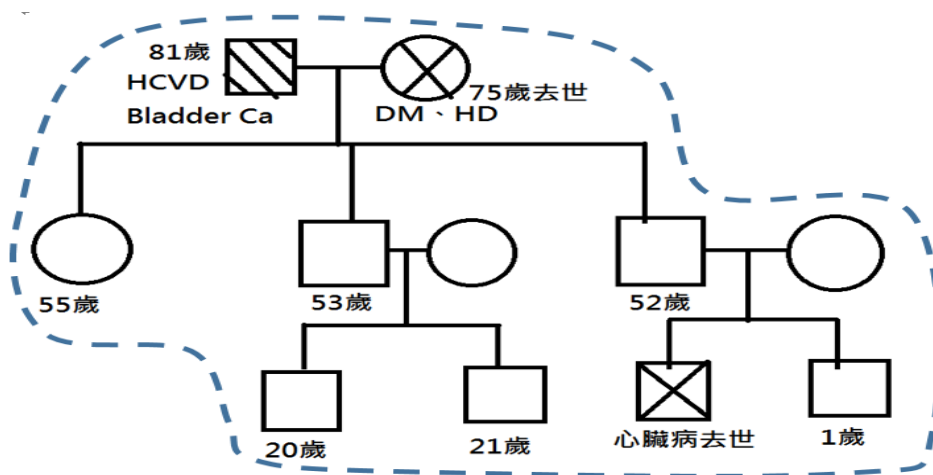 81歲
HCVD
Bladder Ca
75歲去世
DM、HD
55歲
53歲
52歲
20歲
21歲
心臟病去世
1歲